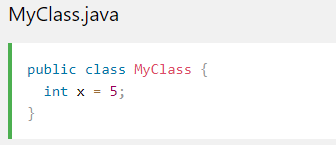 MyClass.java
public class MyClass {
  int x = 5;
}